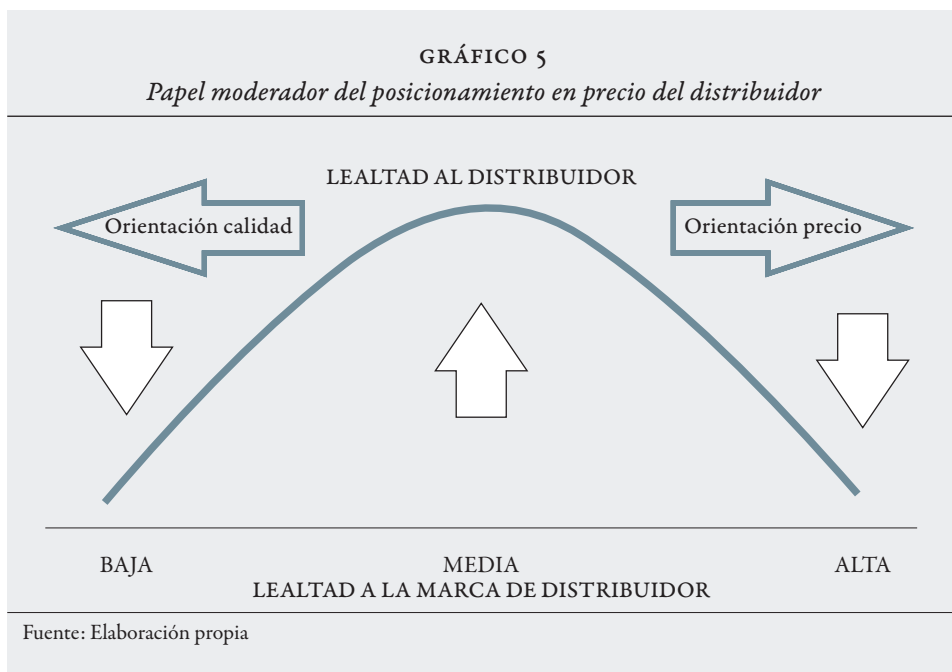 GRÁFICO 5
Papel moderador del posicionamiento en precio del distribuidor
LEALTAD AL DISTRIBUIDOR
Orientación calidad
Orientación precio
BAJA
MEDIA
ALTA
LEALTAD A LA MARCA DE DISTRIBUIDOR
Fuente: Elaboración propia